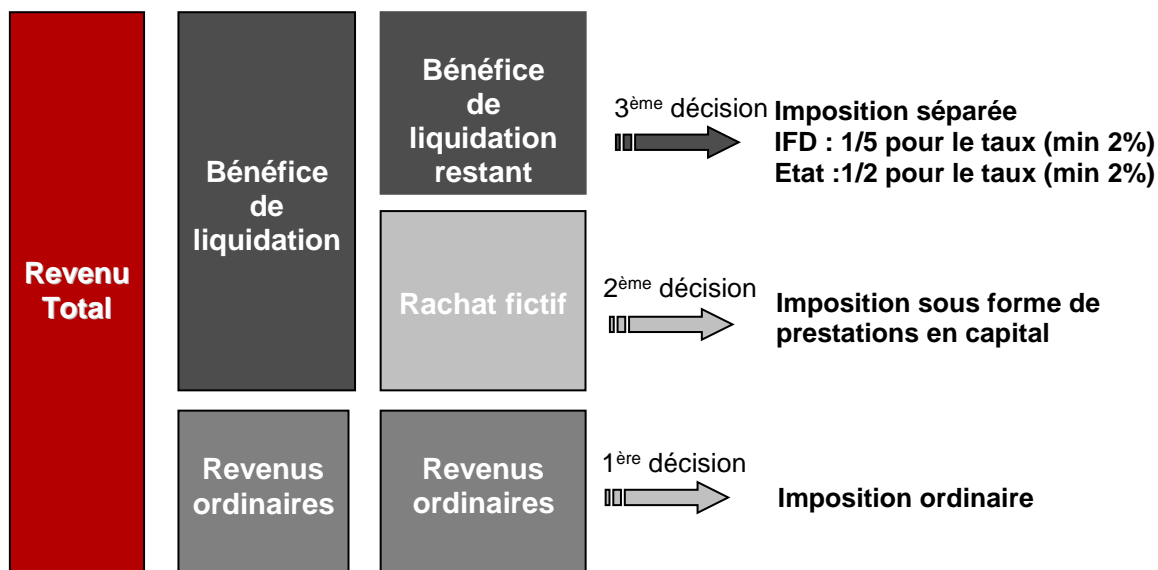 Revenu
Total
Bénéfice
de
liquidation
Revenus
ordinaires
Bénéfice
de
liquidation
restant
Rachat fictif
Revenus
ordinaires
3ème décision
Imposition séparée
IFD : 1/5 pour le taux (min 2%)
Etat :1/2 pour le taux (min 2%)
2ème décision
Imposition sous forme de
prestations en capital
1ère décision
Imposition ordinaire